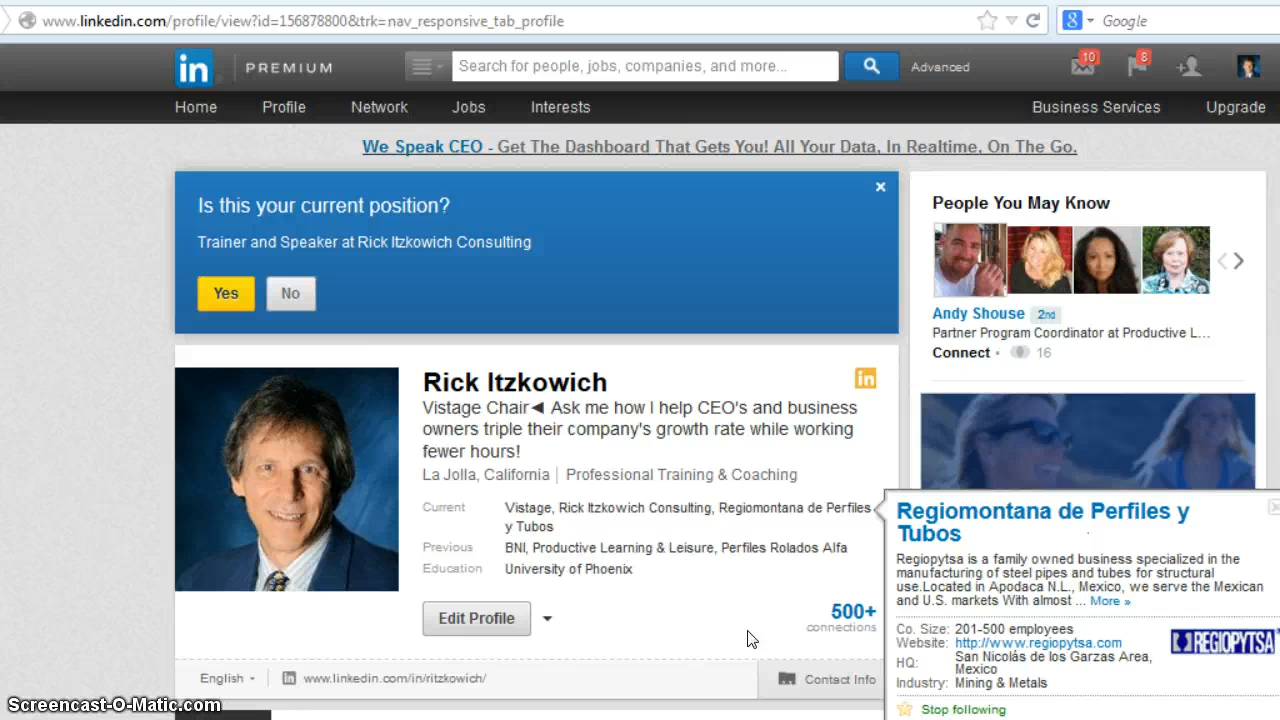 www.linkedin.com/profile/view?id=156878800&trk=nav_responsive_tab_profile
Google
in PREMIUM
Search for people, jobs, companies, and more...
Advanced
10
8
Home Profile Network Jobs Interests Business Services Upgrade
We Speak CEO - Get The Dashboard That Gets You! All Your Data, In Realtime, On The Go.
Is this your current position?
Trainer and Speaker at Rick Itzkowich Consulting
Yes No
People You May Know
Andy Shouse 2nd
Partner Program Coordinator at Productive L...
Connect • 16
Rick Itzkowich
in
Vistage Chair◄ Ask me how I help CEO's and business
owners triple their company's growth rate while working
fewer hours!
La Jolla, California | Professional Training & Coaching
Current Vistage, Rick Itzkowich Consulting, Regiomontana de Perfiles
y Tubos
Previous BNI, Productive Learning & Leisure, Perfiles Rolados Alfa
Education University of Phoenix
Edit Profile
500+
connections
English
in www.linkedin.com/in/ritzkowich/
Contact Info
Regiomontana de Perfiles y
Tubos
Regiopytsa is a family owned business specialized in the
manufacturing of steel pipes and tubes for structural
use.Located in Apodaca N.L., Mexico, we serve the Mexican
and U.S. markets With almost ... More »
Co. Size: 201-500 employees
Website: http://www.regiopytsa.com
HQ: San Nicolás de los Garzas Area,
Mexico
Industry: Mining & Metals
REGIOPYTSA
Stop following
Screencast-O-Matic.com